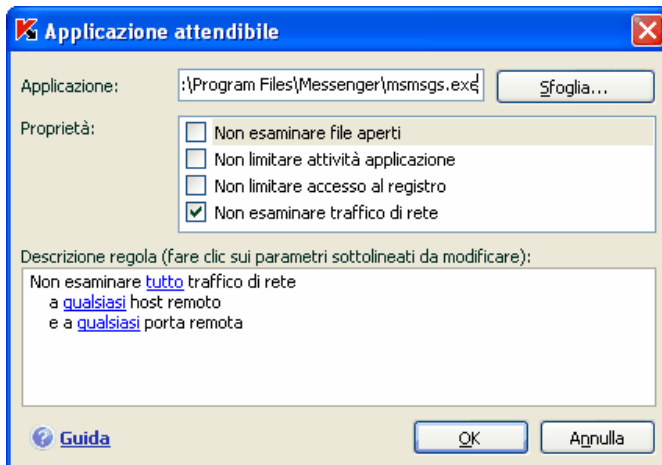 Applicazione attendibile
Applicazione: :\Program Files\Messenger\msmsgs.exe Sfoglia...
Proprietà:
Non esaminare file aperti
Non limitare attività applicazione
Non limitare accesso al registro
Non esaminare traffico di rete
Descrizione regola (fare clic sui parametri sottolineati da modificare):
Non esaminare tutto traffico di rete
a qualsiasi host remoto
e a qualsiasi porta remota
Guida OK Annulla